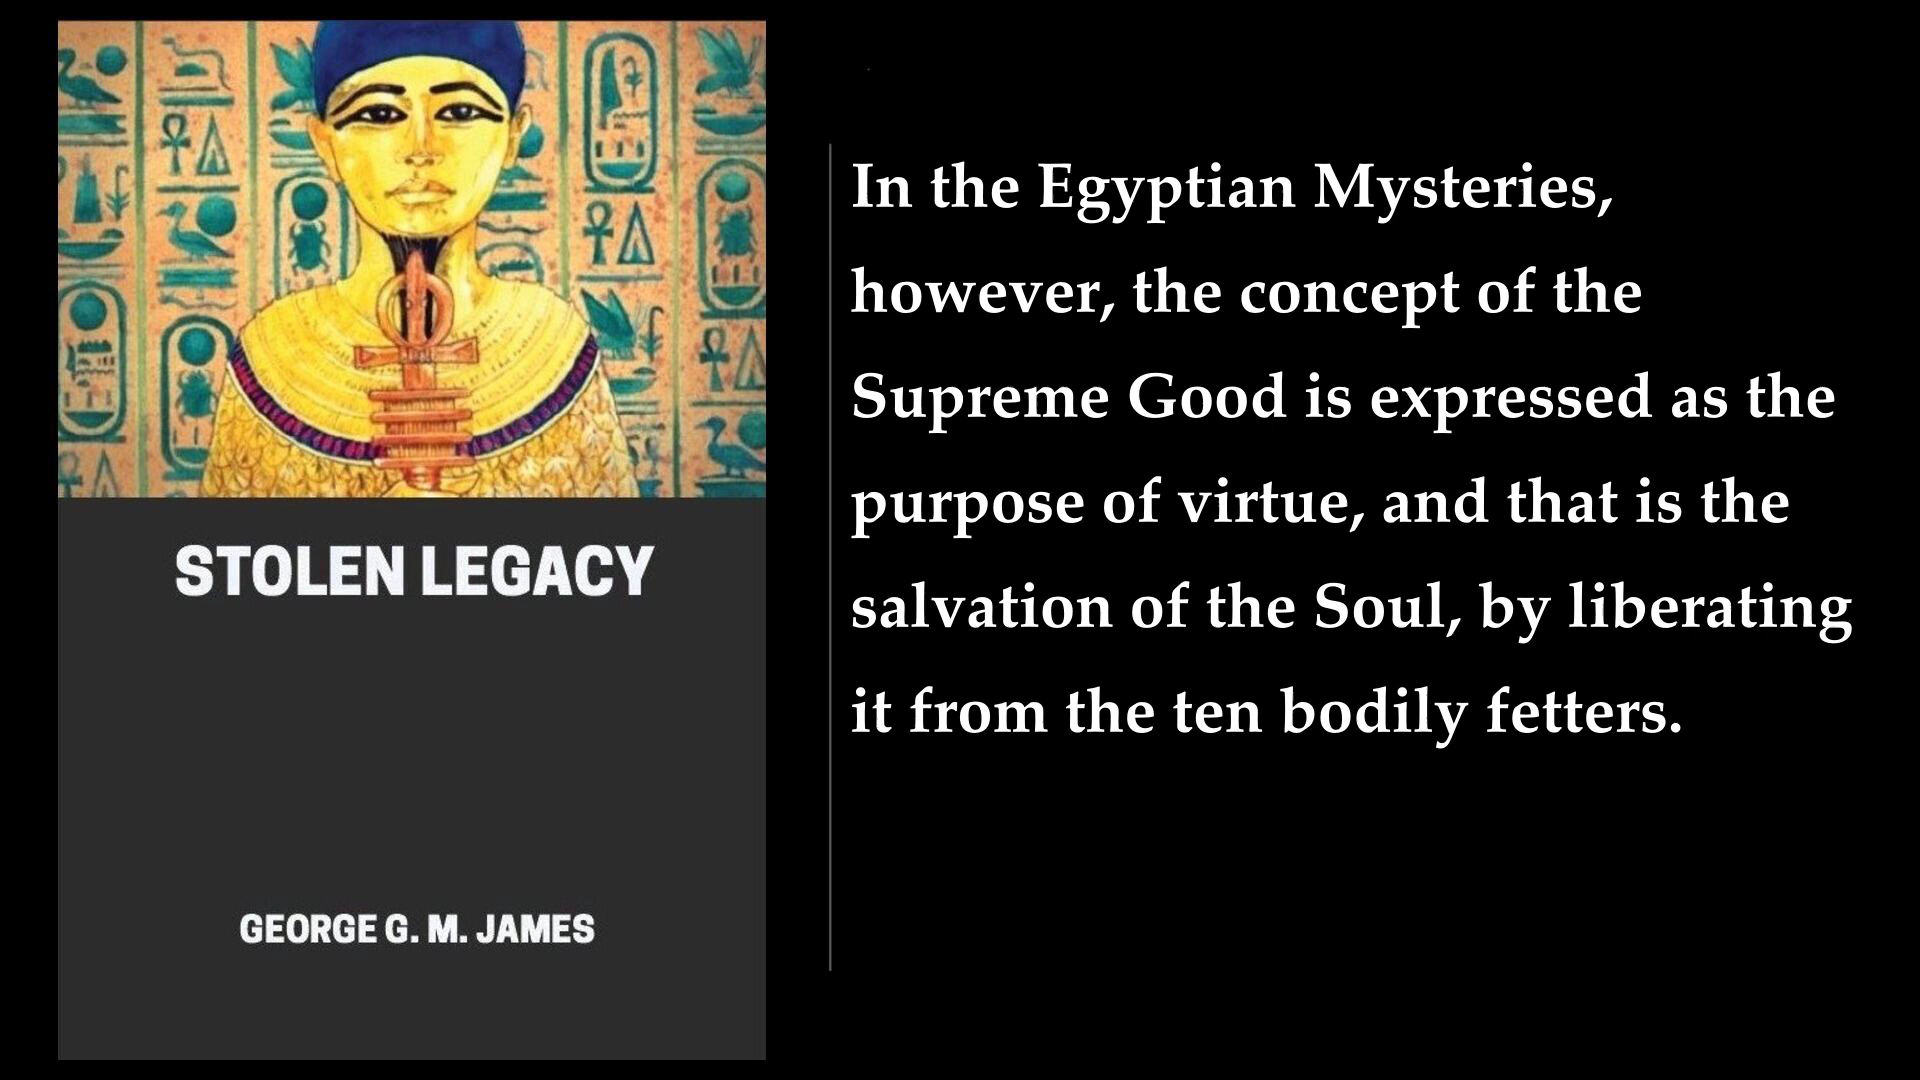 STOLEN LEGACY
GEORGE G. M. JAMES
In the Egyptian Mysteries,
however, the concept of the
Supreme Good is expressed as the
purpose of virtue, and that is the
salvation of the Soul, by liberating
it from the ten bodily fetters.